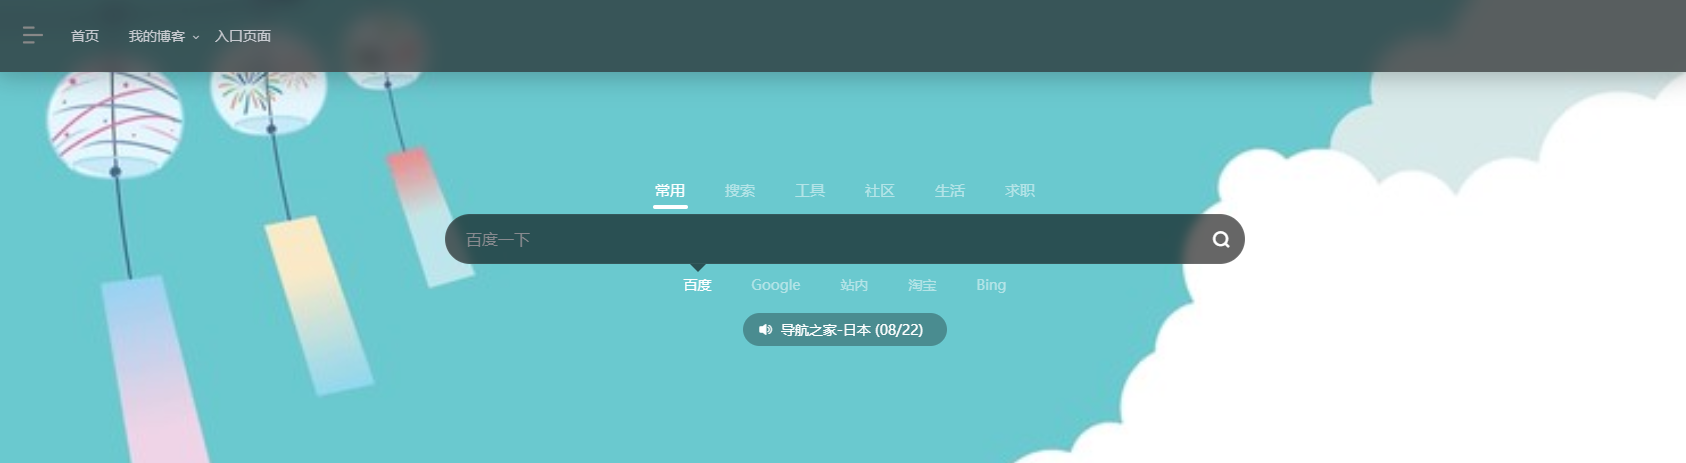 首页 我的博客 入口页面
常用 搜索 工具 社区 生活 求职
百度一下
百度 Google 站内 淘宝 Bing
导航之家-日本 (08/22)